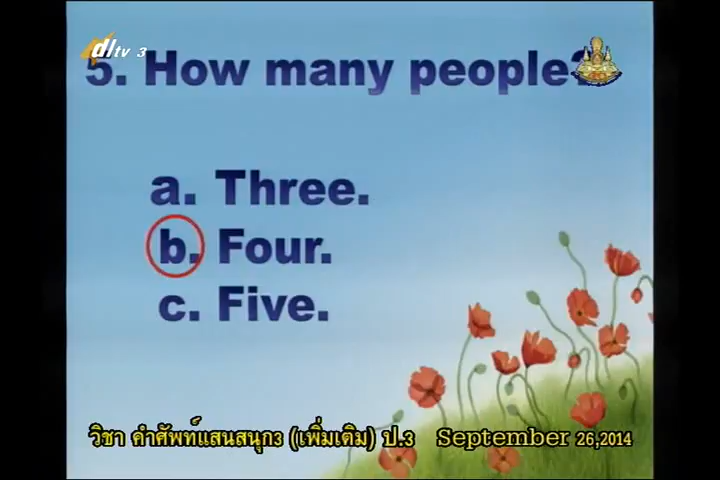 dltv 3
5. How many people?
a. Three.
b. Four.
c. Five.
วิชา คำศัพท์แสนสนุก3 (เพิ่มเติม) ป.3 September 26,2014